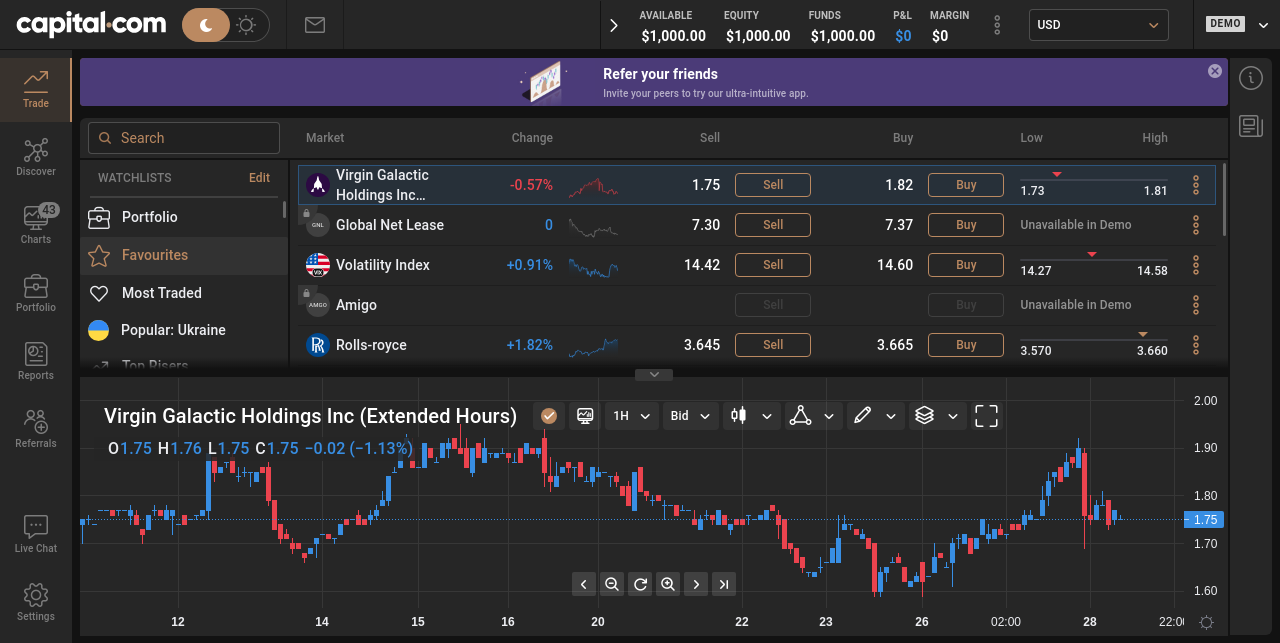 capital.com
AVAILABLE EQUITY FUNDS P&L MARGIN
$1,000.00 $1,000.00 $1,000.00 $0 $0
USD
DEMO
Trade
Discover
43
Charts
Portfolio
Reports
Referrals
Live Chat
Settings
Refer your friends
Invite your peers to try our ultra-intuitive app.
Search
WATCHLISTS Edit
Portfolio
Favourites
Most Traded
Popular: Ukraine
Top Risers
Market Change Sell Buy Low High
Virgin Galactic
Holdings Inc... -0.57% 1.75 Sell 1.82 Buy 1.73 1.81
GNL Global Net Lease 0 7.30 Sell 7.37 Buy Unavailable in Demo
VIX Volatility Index +0.91% 14.42 Sell 14.60 Buy 14.27 14.58
AMGO Amigo Sell Buy Unavailable in Demo
Rolls-royce +1.82% 3.645 Sell 3.665 Buy 3.570 3.660
Virgin Galactic Holdings Inc (Extended Hours) 1H Bid
O1.75 H1.76 L1.75 C1.75 −0.02 (−1.13%)
2.00
1.90
1.80
1.75
1.70
1.60
12 14 15 16 20 22 23 26 02:00 28 22:00